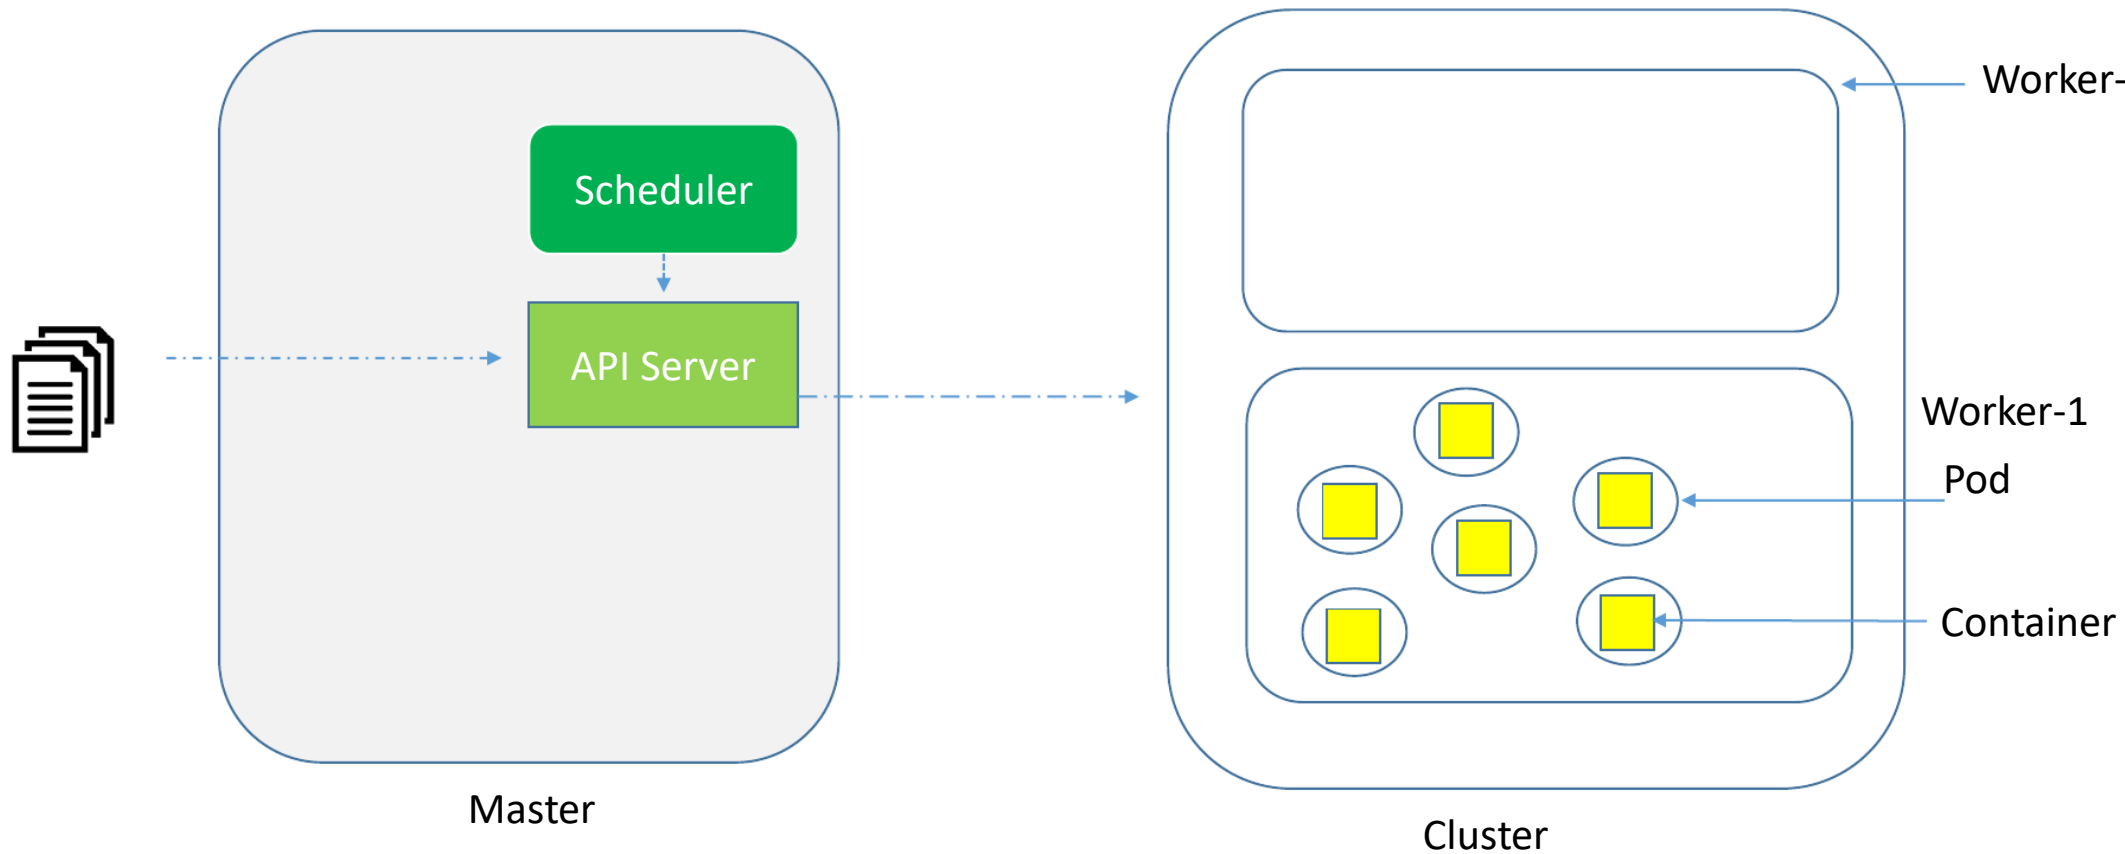 Worker-
Scheduler
API Server
Worker-1
Pod
Container
Master
Cluster